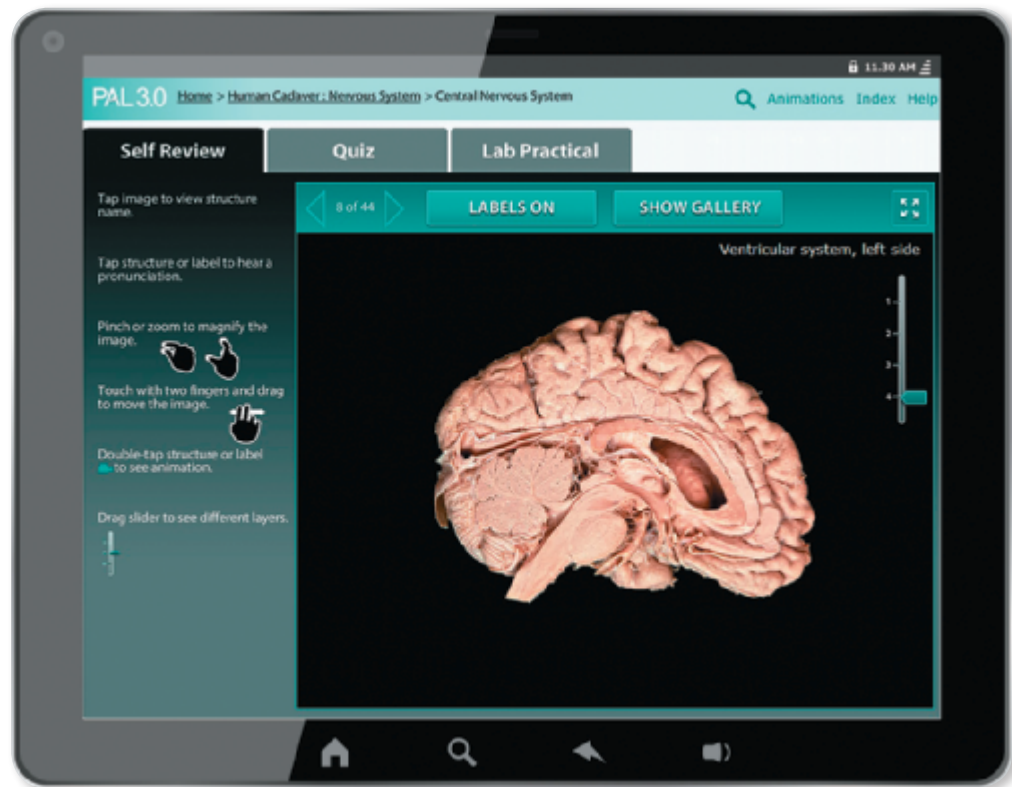 11.30 AM
PAL 3.0 Home > Human Cadaver : Nervous System > Central Nervous System
Animations Index Help
Self Review Quiz Lab Practical
8 of 44 LABELS ON SHOW GALLERY
Tap image to view structure
name.
Tap structure or label to hear a
pronunciation.
Pinch or zoom to magnify the
image.
Touch with two fingers and drag
to move the image.
Double-tap structure or label
to see animation.
Drag slider to see different layers.
Ventricular system, left side
1
2
3
4